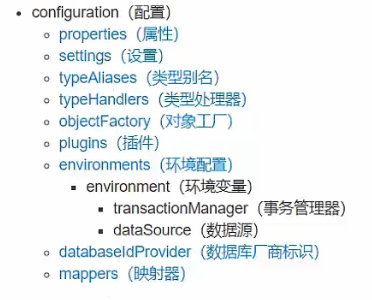 configuration（配置）
properties（属性）
settings（设置）
typeAliases（类型别名）
typeHandlers（类型处理器）
objectFactory（对象工厂）
plugins（插件）
environments（环境配置）
environment（环境变量）
transactionManager（事务管理器）
dataSource（数据源）
databaseIdProvider（数据库厂商标识）
mappers（映射器）